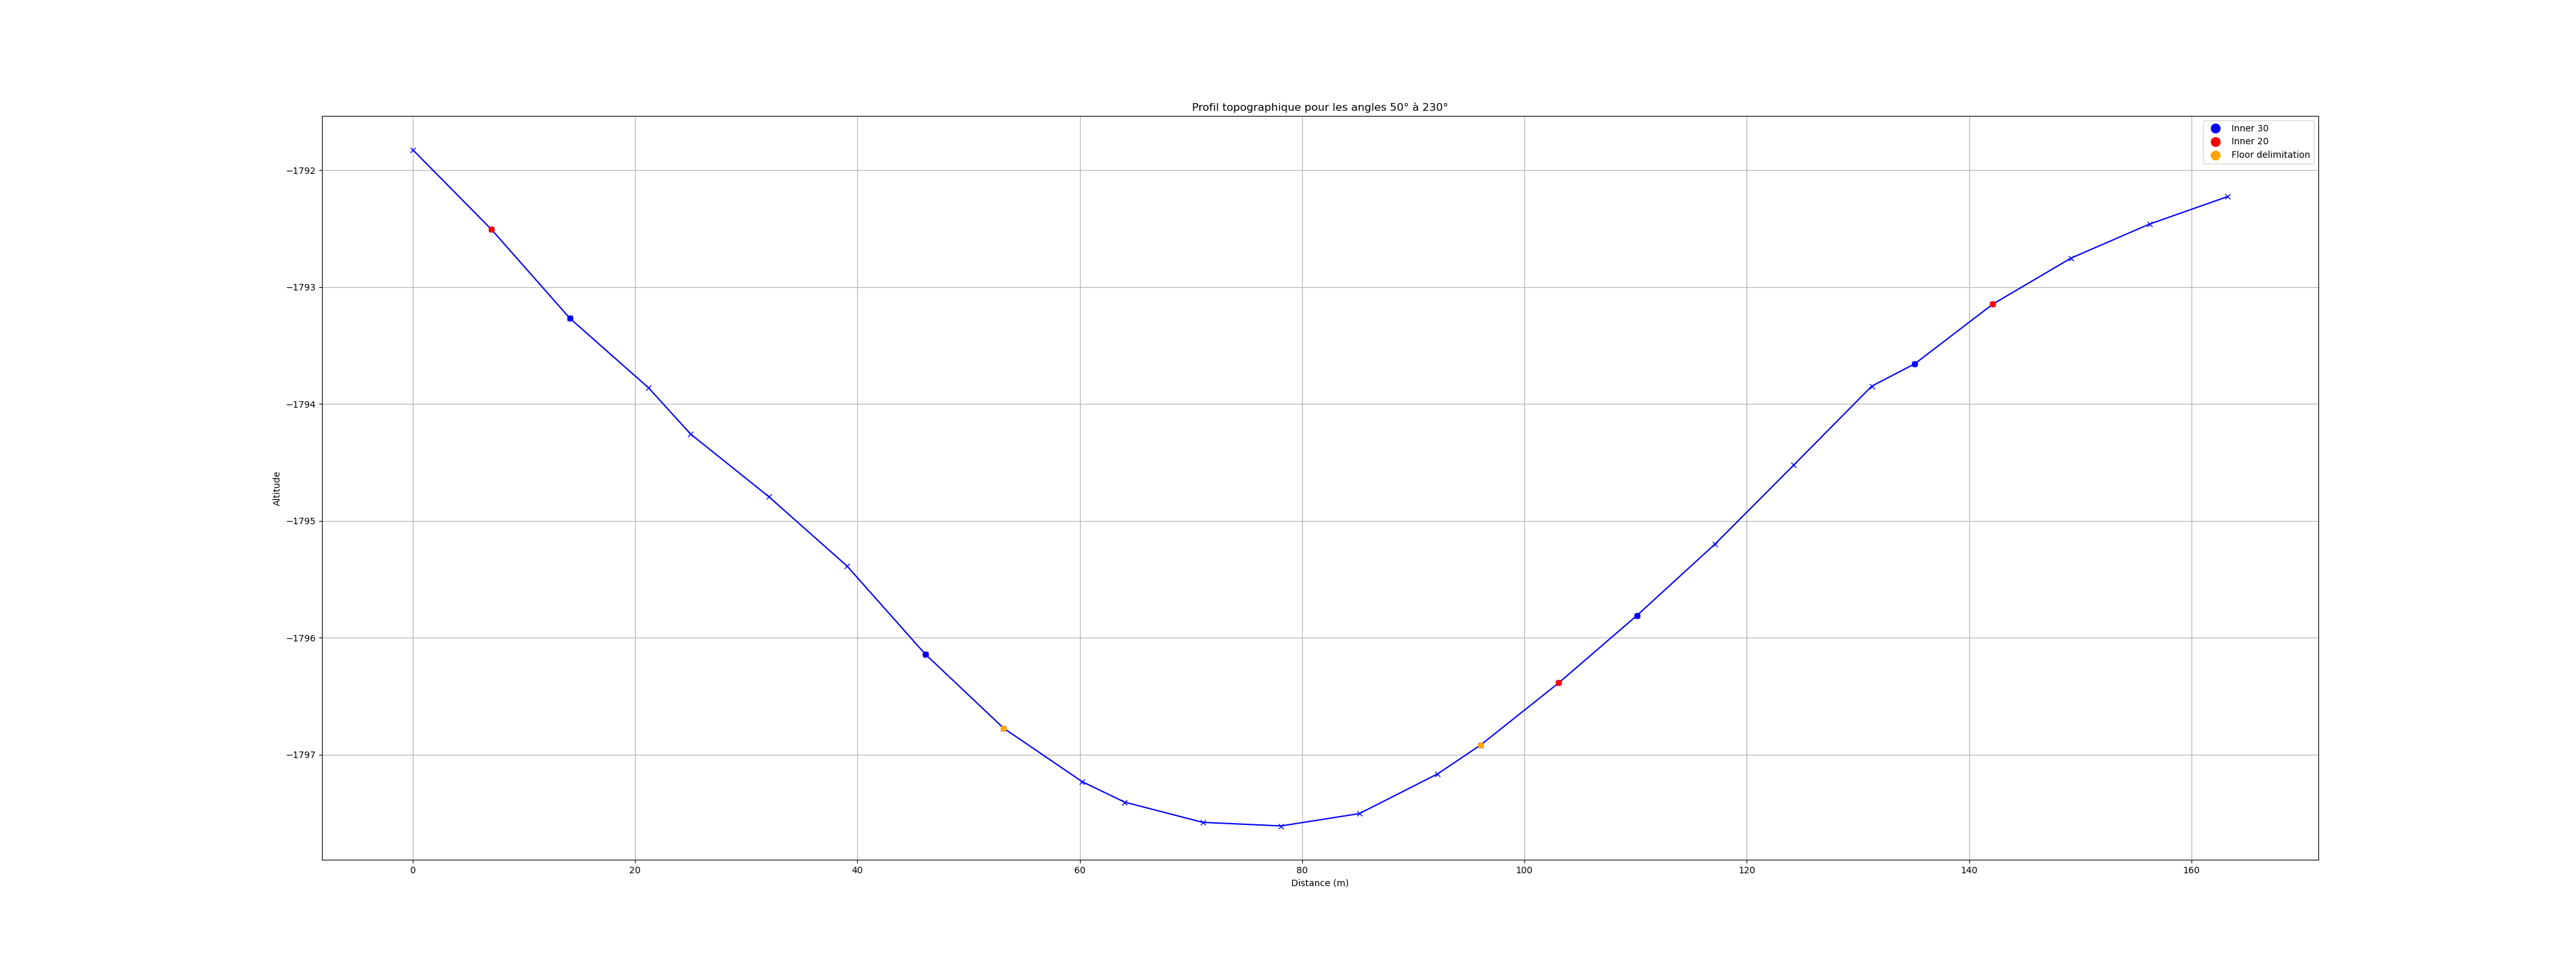 Profil topographique pour les angles 50° à 230°
Inner 30
Inner 20
Floor delimitation
Altitude
−1792
−1793
−1794
−1795
−1796
−1797
0 20 40 60 80 100 120 140 160
Distance (m)